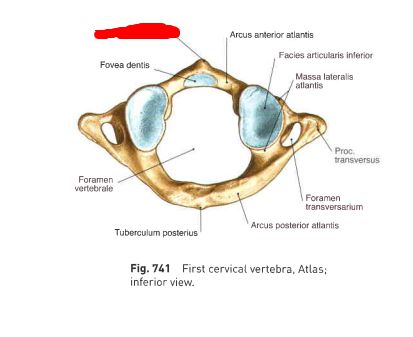 Arcus anterior atlantis
Facies articularis inferior
Fovea dentis
Massa lateralis
atlantis
Proc.
transversus
Foramen
vertebrale
Foramen
transversarium
Arcus posterior atlantis
Tuberculum posterius
Fig. 741 First cervical vertebra, Atlas;
inferior view.